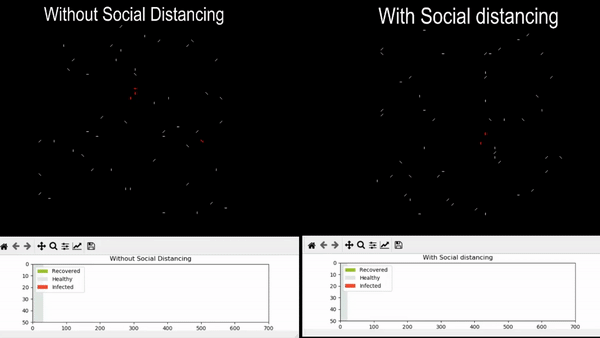 Without Social Distancing
With Social distancing
Without Social Distancing
0
10
20
30
40
50
Recovered
Healthy
Infected
0 100 200 300 400 500 600 700
With Social distancing
0
10
20
30
40
50
Recovered
Healthy
Infected
0 100 200 300 400 500 600 700